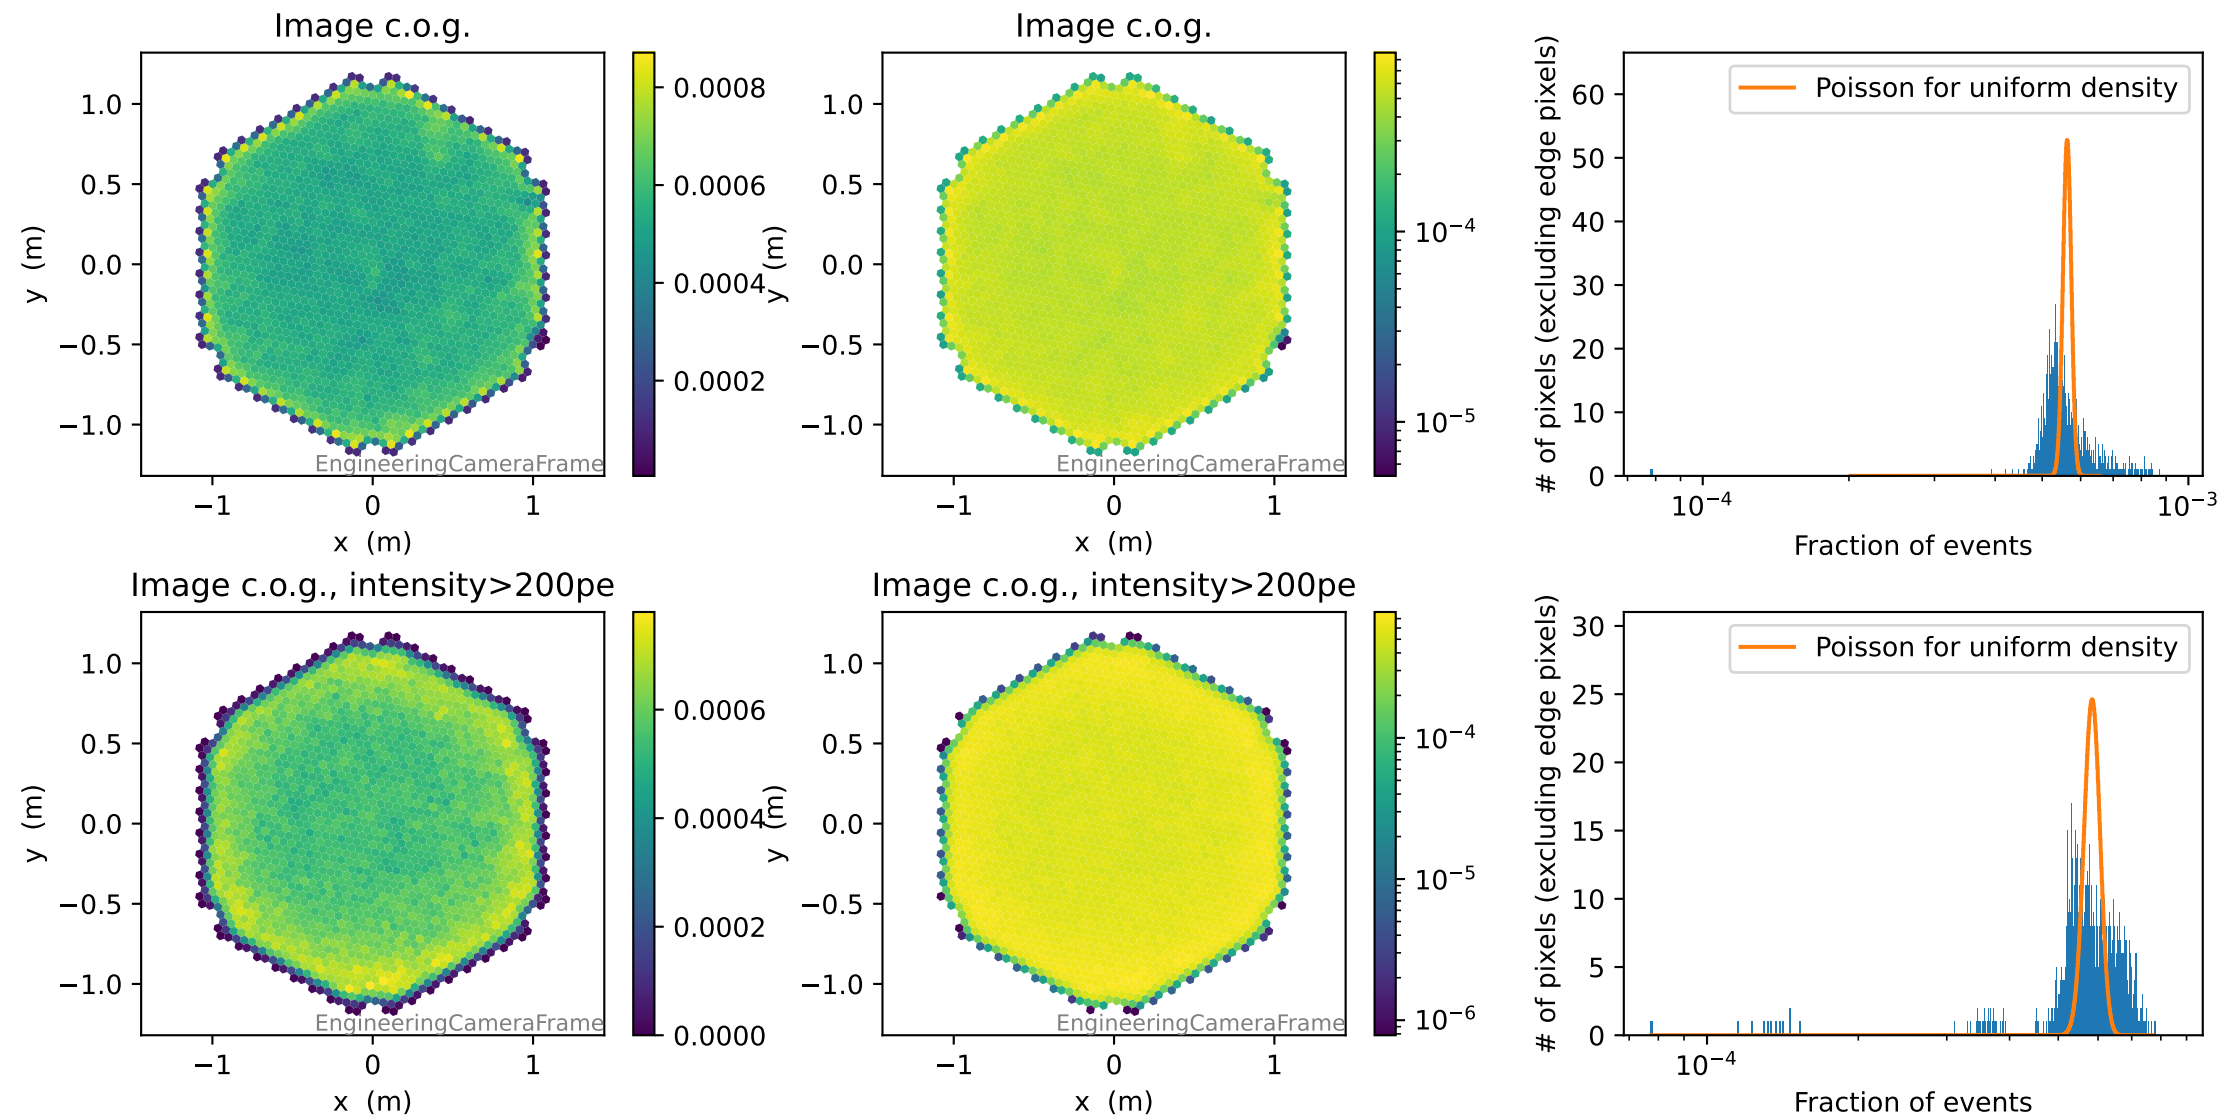 Image c.o.g.
1.0
0.5
0.0
−0.5
−1.0
y (m)
−1 0 1
x (m)
EngineeringCameraFrame
0.0008
0.0006
0.0004
0.0002
Image c.o.g.
1.0
0.5
0.0
−0.5
−1.0
y (m)
−1 0 1
x (m)
EngineeringCameraFrame
10⁻⁴
10⁻⁵
# of pixels (excluding edge pixels)
60
50
40
30
20
10
0
Poisson for uniform density
10⁻⁴ 10⁻³
Fraction of events
Image c.o.g., intensity>200pe
1.0
0.5
0.0
−0.5
−1.0
y (m)
−1 0 1
x (m)
EngineeringCameraFrame
0.0006
0.0004
0.0002
0.0000
Image c.o.g., intensity>200pe
1.0
0.5
0.0
−0.5
−1.0
y (m)
−1 0 1
x (m)
EngineeringCameraFrame
10⁻⁴
10⁻⁵
10⁻⁶
# of pixels (excluding edge pixels)
30
25
20
15
10
5
0
Poisson for uniform density
10⁻⁴
Fraction of events